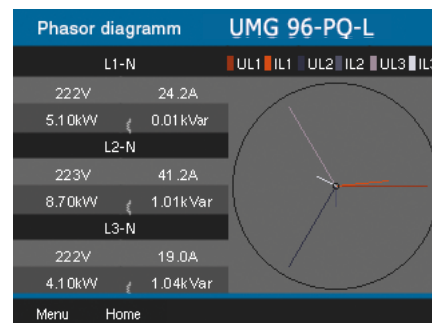 Phasor diagramm UMG 96-PQ-L
L1-N UL1 IL1 UL2 IL2 UL3 IL
222V 24.2A
5.10kW 0.01kVar
L2-N
223V 41.2A
8.70kW 1.01kVar
L3-N
222V 19.0A
4.10kW 1.04kVar
Menu Home